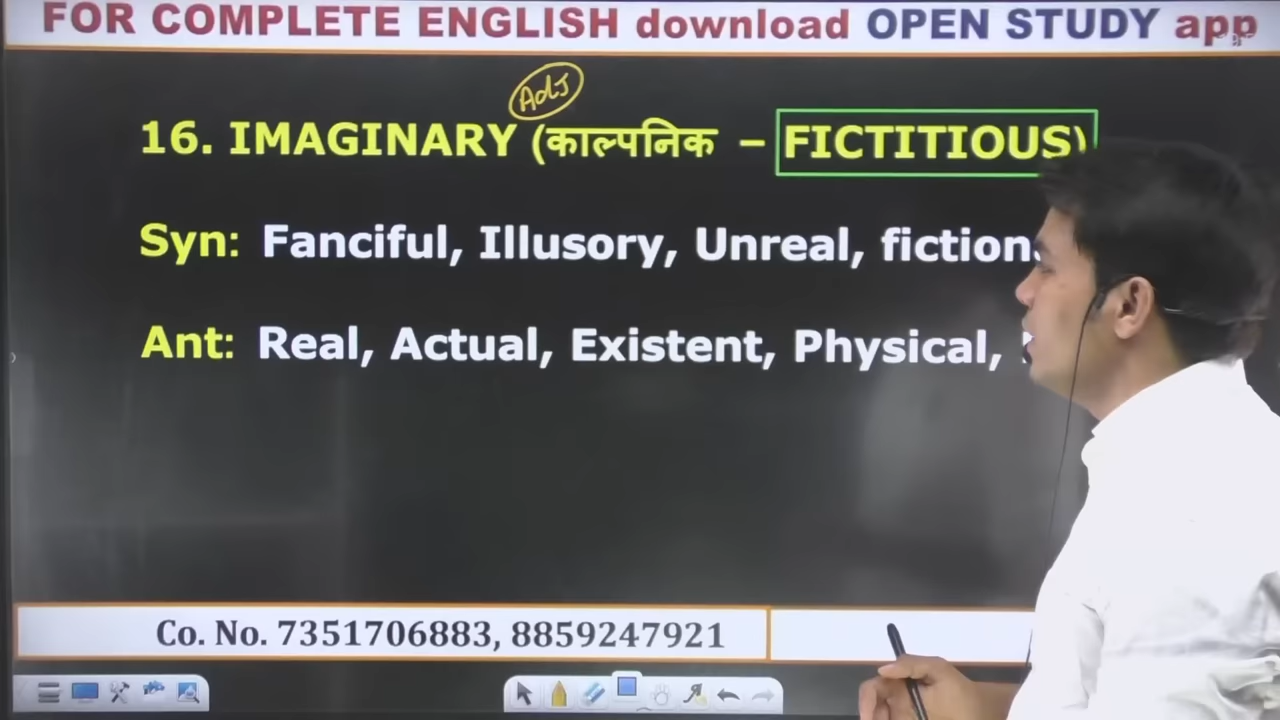 FOR COMPLETE ENGLISH download OPEN STUDY app
Adj
16. IMAGINARY (काल्पनिक – FICTITIOUS)
Syn: Fanciful, Illusory, Unreal,
Ant: Real, Actual, Existent, Physical,
Co. No. 7351706883, 8859247921